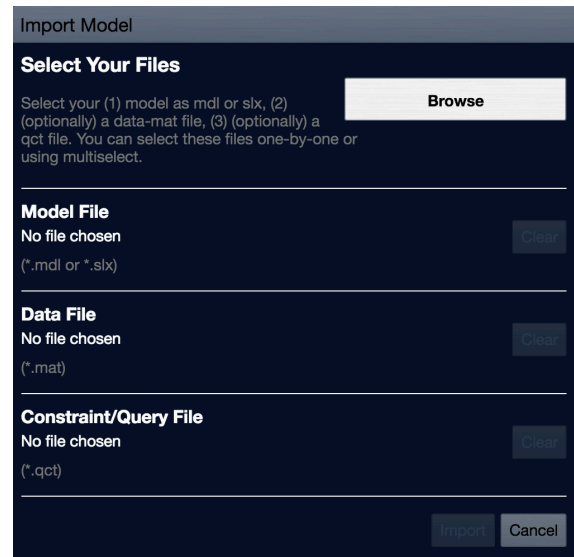 Import Model
Select Your Files
Select your (1) model as mdl or slx, (2)
(optionally) a data-mat file, (3) (optionally) a
qct file. You can select these files one-by-one or
using multiselect.
Browse
Model File
No file chosen
Clear
(*.mdl or *.slx)
Data File
No file chosen
Clear
(*.mat)
Constraint/Query File
No file chosen
Clear
(*.qct)
Import
Cancel